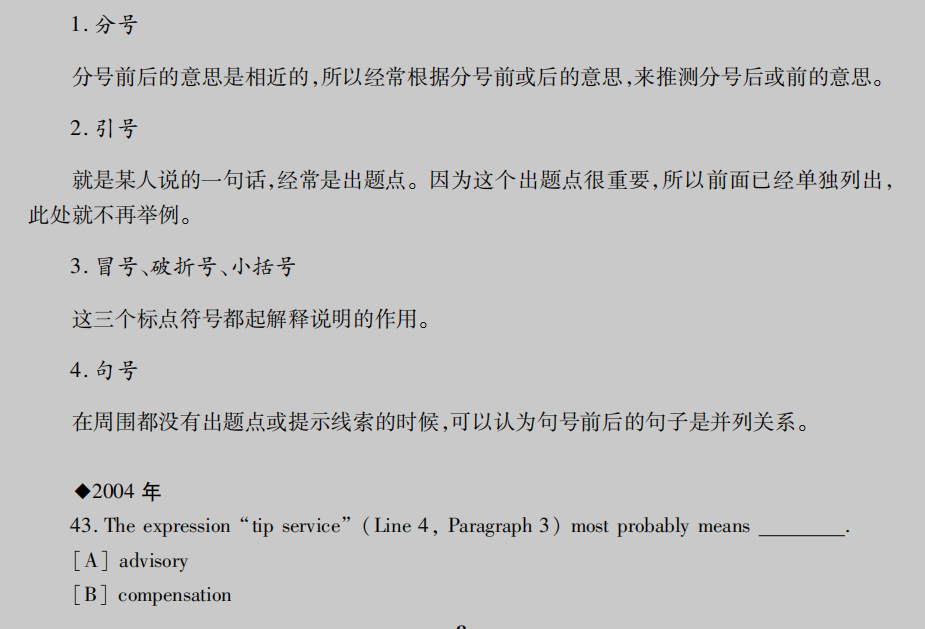 1. 分号
分号前后的意思是相近的,所以经常根据分号前或后的意思,来推测分号后或前的意思。
2. 引号
就是某人说的一句话,经常是出题点。因为这个出题点很重要,所以前面已经单独列出,
此处就不再举例。
3. 冒号、破折号、小括号
这三个标点符号都起解释说明的作用。
4. 句号
在周围都没有出题点或提示线索的时候,可以认为句号前后的句子是并列关系。
◆2004 年
43. The expression “tip service” (Line 4, Paragraph 3) most probably means ________.
[A] advisory
[B] compensation